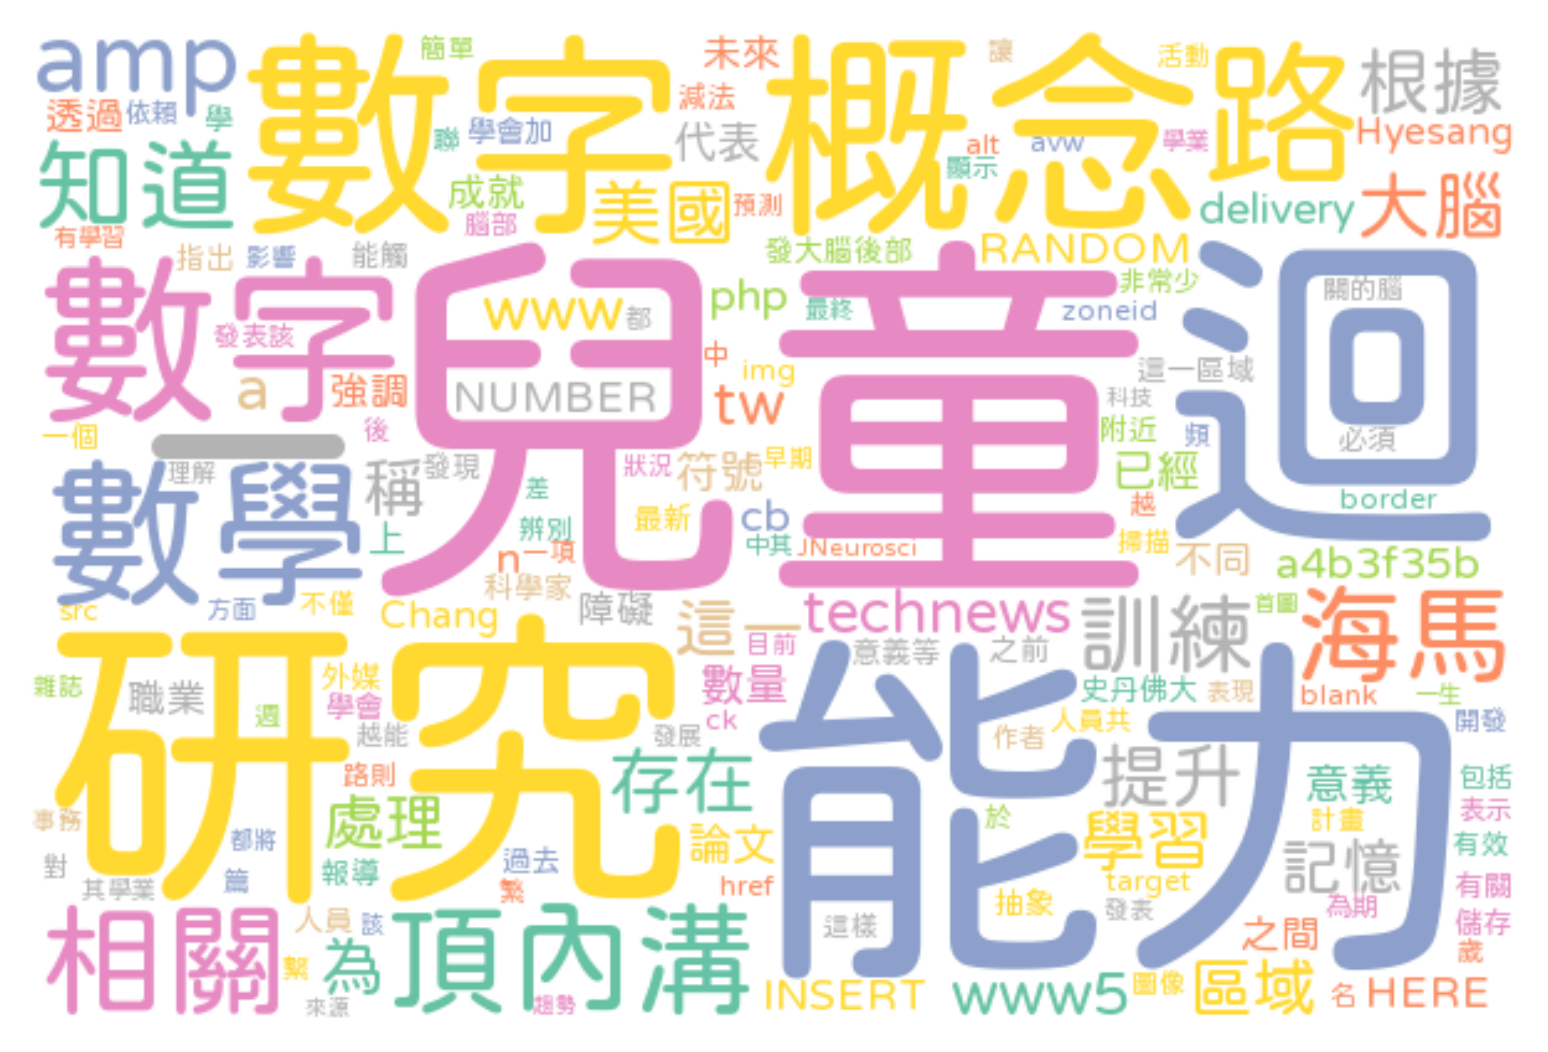 amp
數字
簡單
概念
未來
讓
活動
路
根據
透過
依賴
學
減法
聯
學會加
代表
alt
avw
學業
Hyesang
顯示
知道
成就
美國
預測
delivery
大腦
腦部
有學習
指出
影響
能觸
發大腦後部
RANDOM
非常少
關的腦
數字
兒童
迴
www
都
php
最終
zoneid
發表該
中
img
這一區域
a
強調
NUMBER
tw
科技
一個
後
附近
頻
必須
數學
理解
稱
發現
狀況
符號
早期
已經
差
越
border
上
辨別
最新
cb
中其
JNeurosci
掃描
不同
a4b3f35b
n
一項
科學家
src
方面
不僅
Chang
障礙
這一
technews
訓練
首圖
海馬
研究
目前
意義等
之前
能力
雜誌
職業
外媒
學會
數量
史丹佛大
表現
blank
一生
週
越能
ck
發展
作者
人員共
開發
路則
存在
提升
意義
包括
事務
處理
計畫
表示
都將
論文
於
學習
有效
對
其學業
篇
報導
過去
繁
href
target
記憶
有關
抽象
發表
為期
儲存
相關
人員
該
為
頂內溝
這樣
之間
歲
繫
來源
趨勢
INSERT
www5
圖像
區域
名
HERE